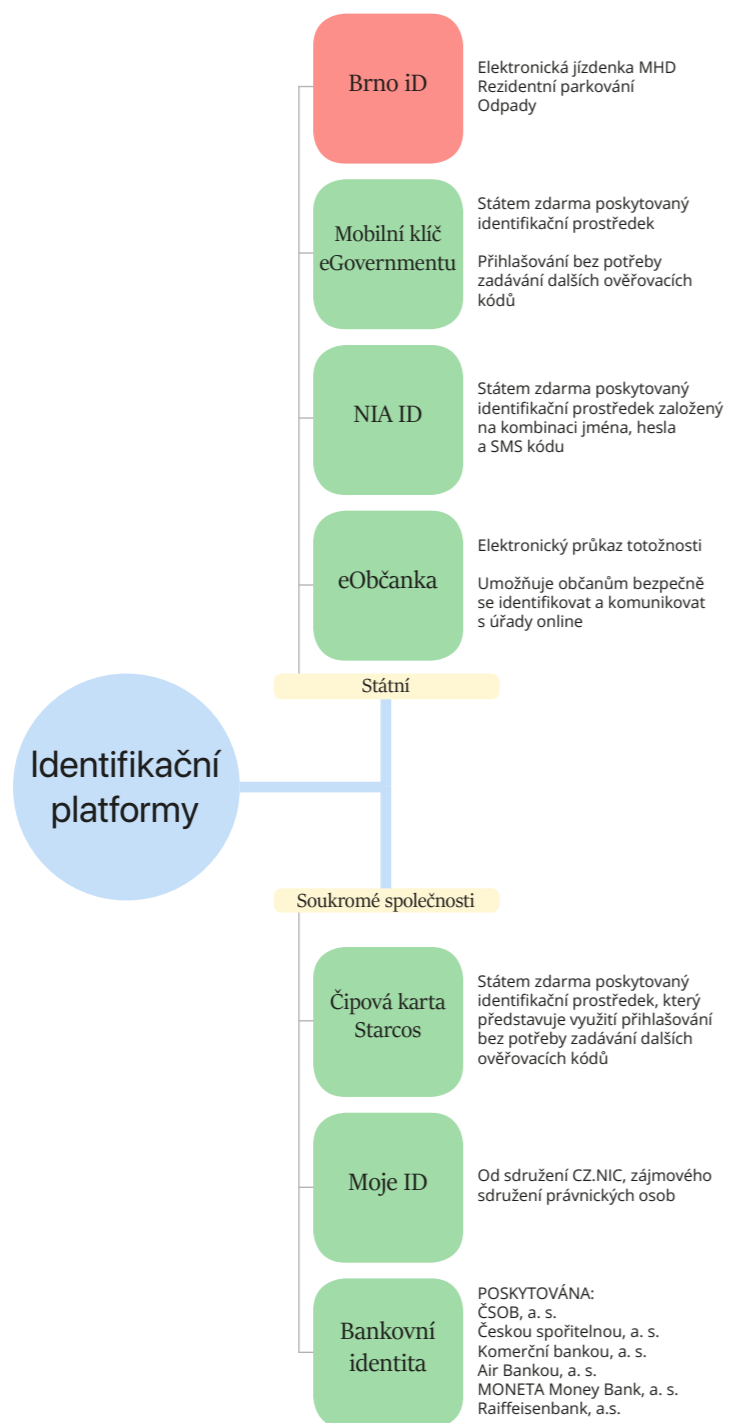 Brno iD
Elektronická jízdenka MHD
Rezidentní parkování
Odpady
Mobilní klíč
eGovernmentu
Státem zdarma poskytovaný
identifikační prostředek
Přihlašování bez potřeby
zadávání dalších ověřovacích
kódů
NIA ID
Státem zdarma poskytovaný
identifikační prostředek založený
na kombinaci jména, hesla
a SMS kódu
eObčanka
Elektronický průkaz totožnosti
Umožňuje občanům bezpečně
se identifikovat a komunikovat
s úřady online
Státní
Identifikační
platformy
Soukromé společnosti
Čipová karta
Starcos
Státem zdarma poskytovaný
identifikační prostředek, který
představuje využití přihlašování
bez potřeby zadávání dalších
ověřovacích kódů
Moje ID
Od sdružení CZ.NIC, zájmového
sdružení právnických osob
Bankovní
identita
POSKYTOVÁNA:
ČSOB, a. s.
Českou spořitelnou, a. s.
Komerční bankou, a. s.
Air Bankou, a. s.
MONETA Money Bank, a. s.
Raiffeisenbank, a.s.